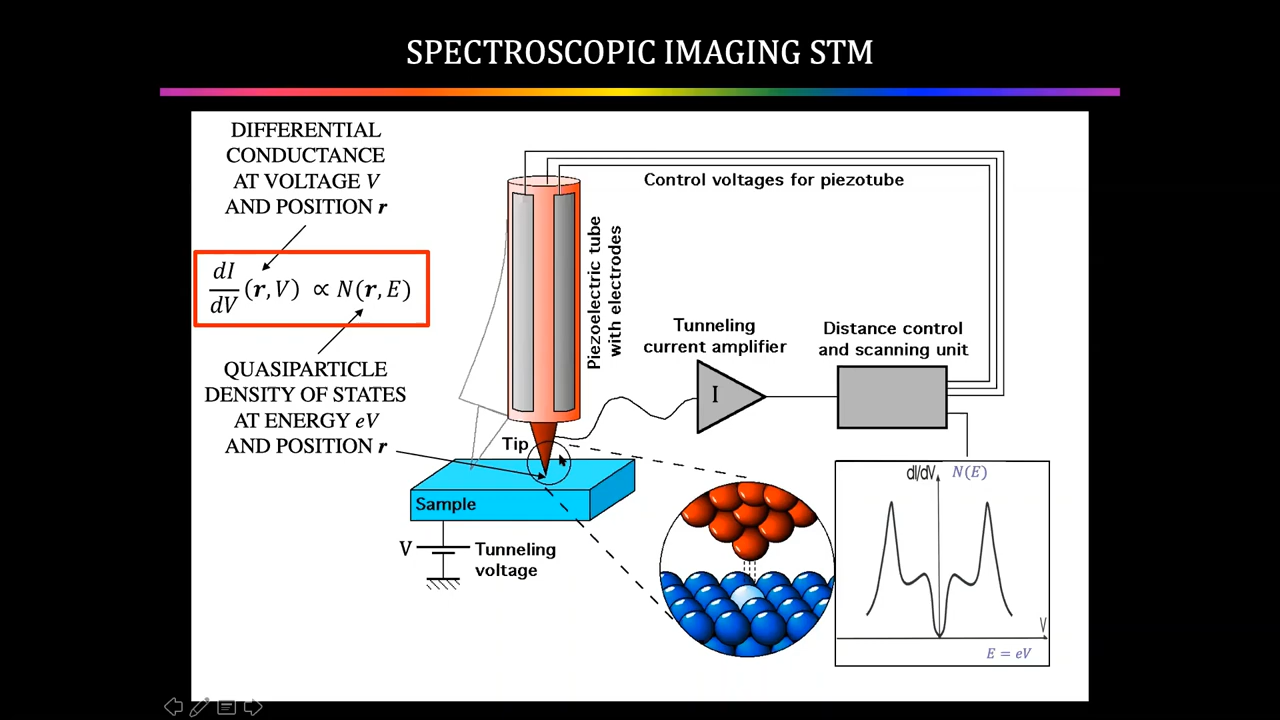 SPECTROSCOPIC IMAGING STM
DIFFERENTIAL
CONDUCTANCE
AT VOLTAGE V
AND POSITION r
dI/dV (r, V) ∝ N(r, E)
QUASIPARTICLE
DENSITY OF STATES
AT ENERGY eV
AND POSITION r
Control voltages for piezotube
Piezoelectric tube
with electrodes
Tunneling
current amplifier
I
Distance control
and scanning unit
Tip
Sample
V
Tunneling
voltage
dI/dV N(E)
V
E = eV